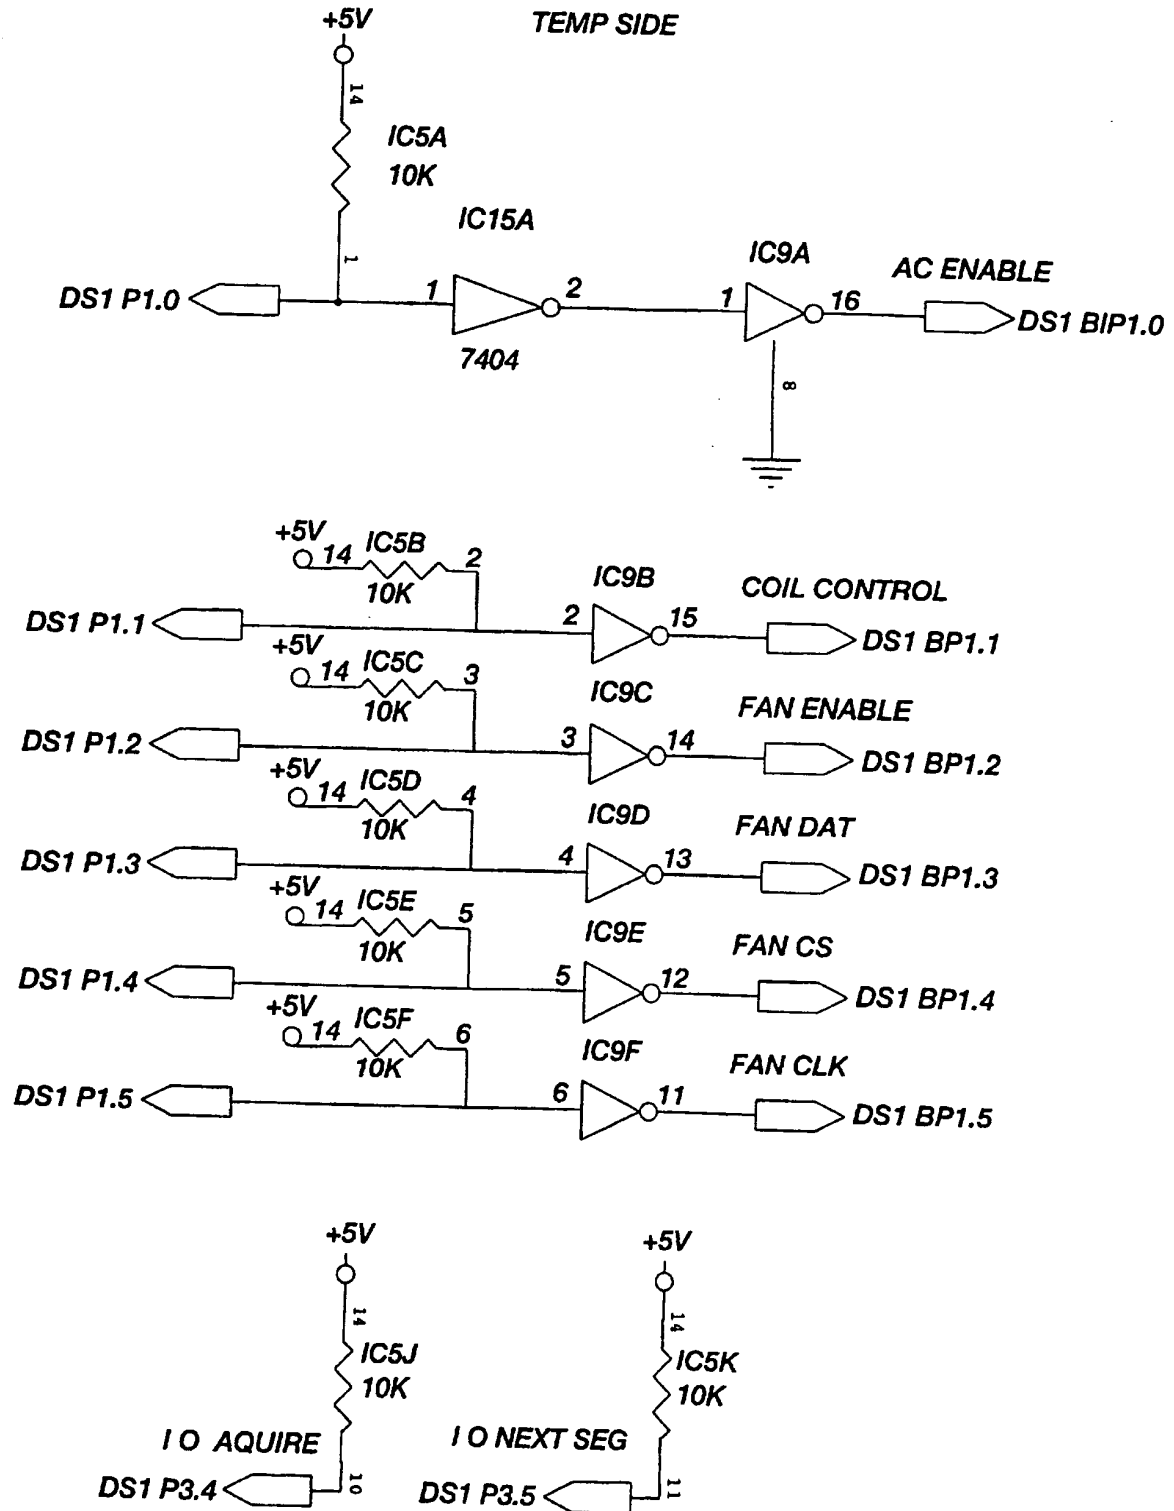 +5V
TEMP SIDE
14
IC5A
10K
IC15A
1
IC9A
AC ENABLE
DS1 P1.0
1
2
1
16
DS1 BIP1.0
7404
8
+5V
14
IC5B
2
10K
IC9B
COIL CONTROL
DS1 P1.1
2
15
DS1 BP1.1
+5V
14
IC5C
3
10K
IC9C
FAN ENABLE
DS1 P1.2
3
14
DS1 BP1.2
+5V
14
IC5D
4
10K
IC9D
FAN DAT
DS1 P1.3
4
13
DS1 BP1.3
+5V
14
IC5E
5
10K
IC9E
FAN CS
DS1 P1.4
5
12
DS1 BP1.4
+5V
14
IC5F
6
10K
IC9F
FAN CLK
DS1 P1.5
6
11
DS1 BP1.5
+5V
14
IC5J
10K
I O AQUIRE
DS1 P3.4
10
+5V
14
IC5K
10K
I O NEXT SEG
DS1 P3.5
11